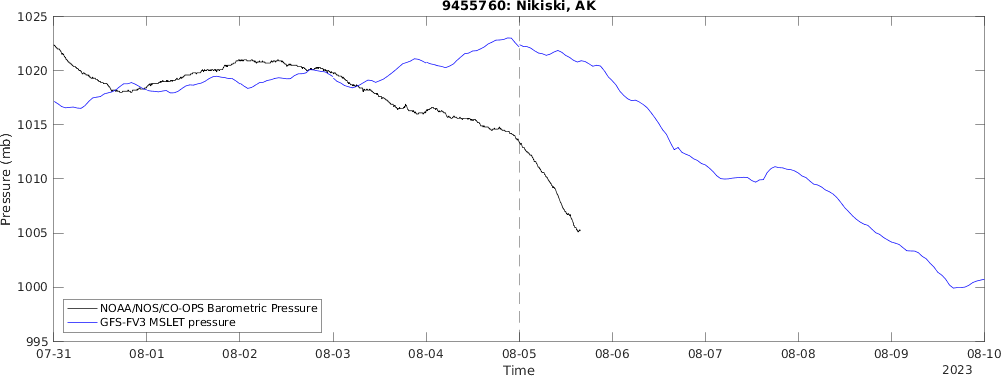 9455760: Nikiski, AK
1025
1020
1015
1010
1005
1000
995
Pressure (mb)
NOAA/NOS/CO-OPS Barometric Pressure
GFS-FV3 MSLET pressure
07-31 08-01 08-02 08-03 08-04 08-05 08-06 08-07 08-08 08-09 08-10
Time
2023